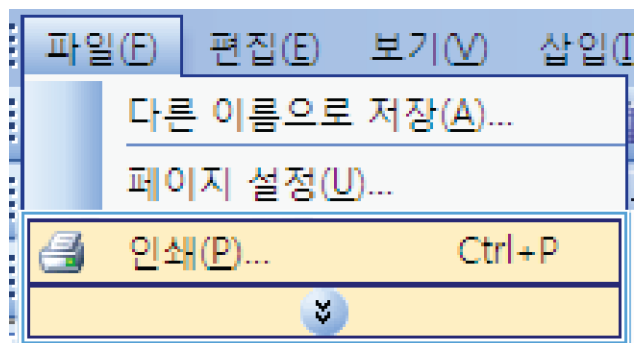 파일(F) 편집(E) 보기(V) 삽입(I
다른 이름으로 저장(A)...
페이지 설정(U)...
인쇄(P)... Ctrl+P